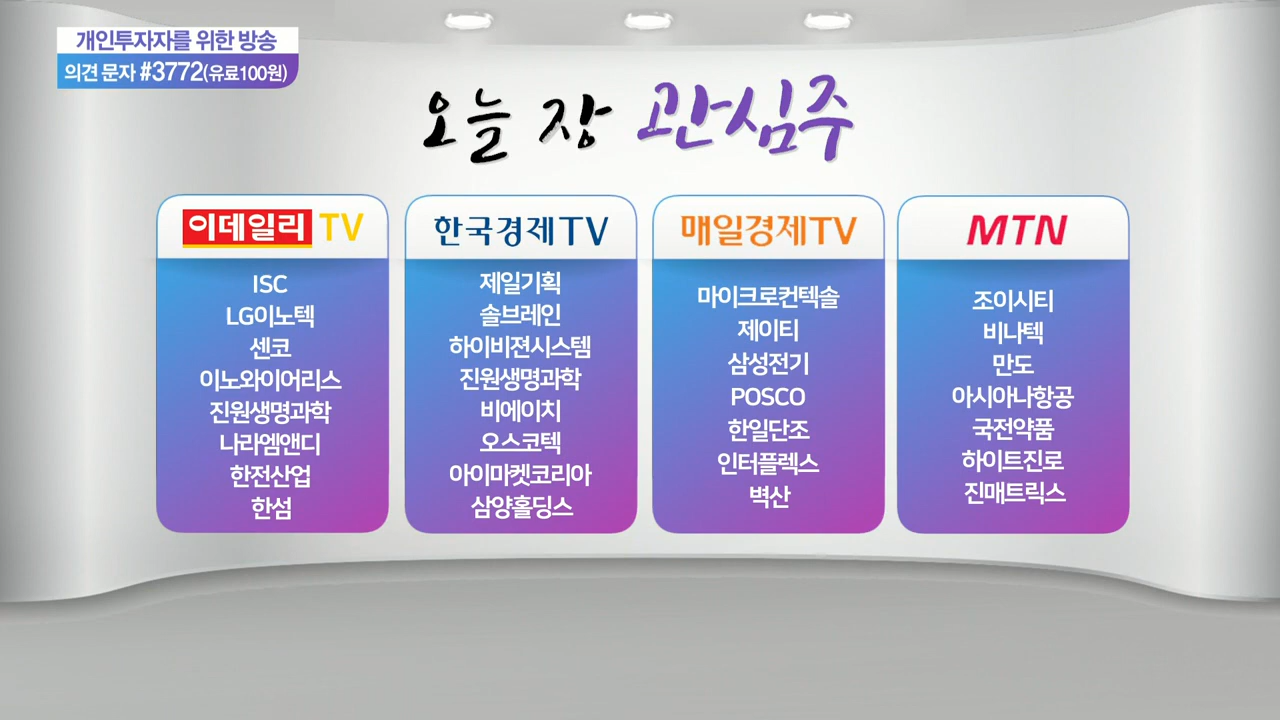 개인투자자를 위한 방송
의견 문자 #3772(유료100원)
오늘 장 관심주
이데일리 TV
ISC
LG이노텍
센코
이노와이어리스
진원생명과학
나라엠앤디
한전산업
한섬
한국경제TV
제일기획
솔브레인
하이비젼시스템
진원생명과학
비에이치
오스코텍
아이마켓코리아
삼양홀딩스
매일경제TV
마이크로컨텍솔
제이티
삼성전기
POSCO
한일단조
인터플렉스
벽산
MTN
조이시티
비나텍
만도
아시아나항공
국전약품
하이트진로
진매트릭스